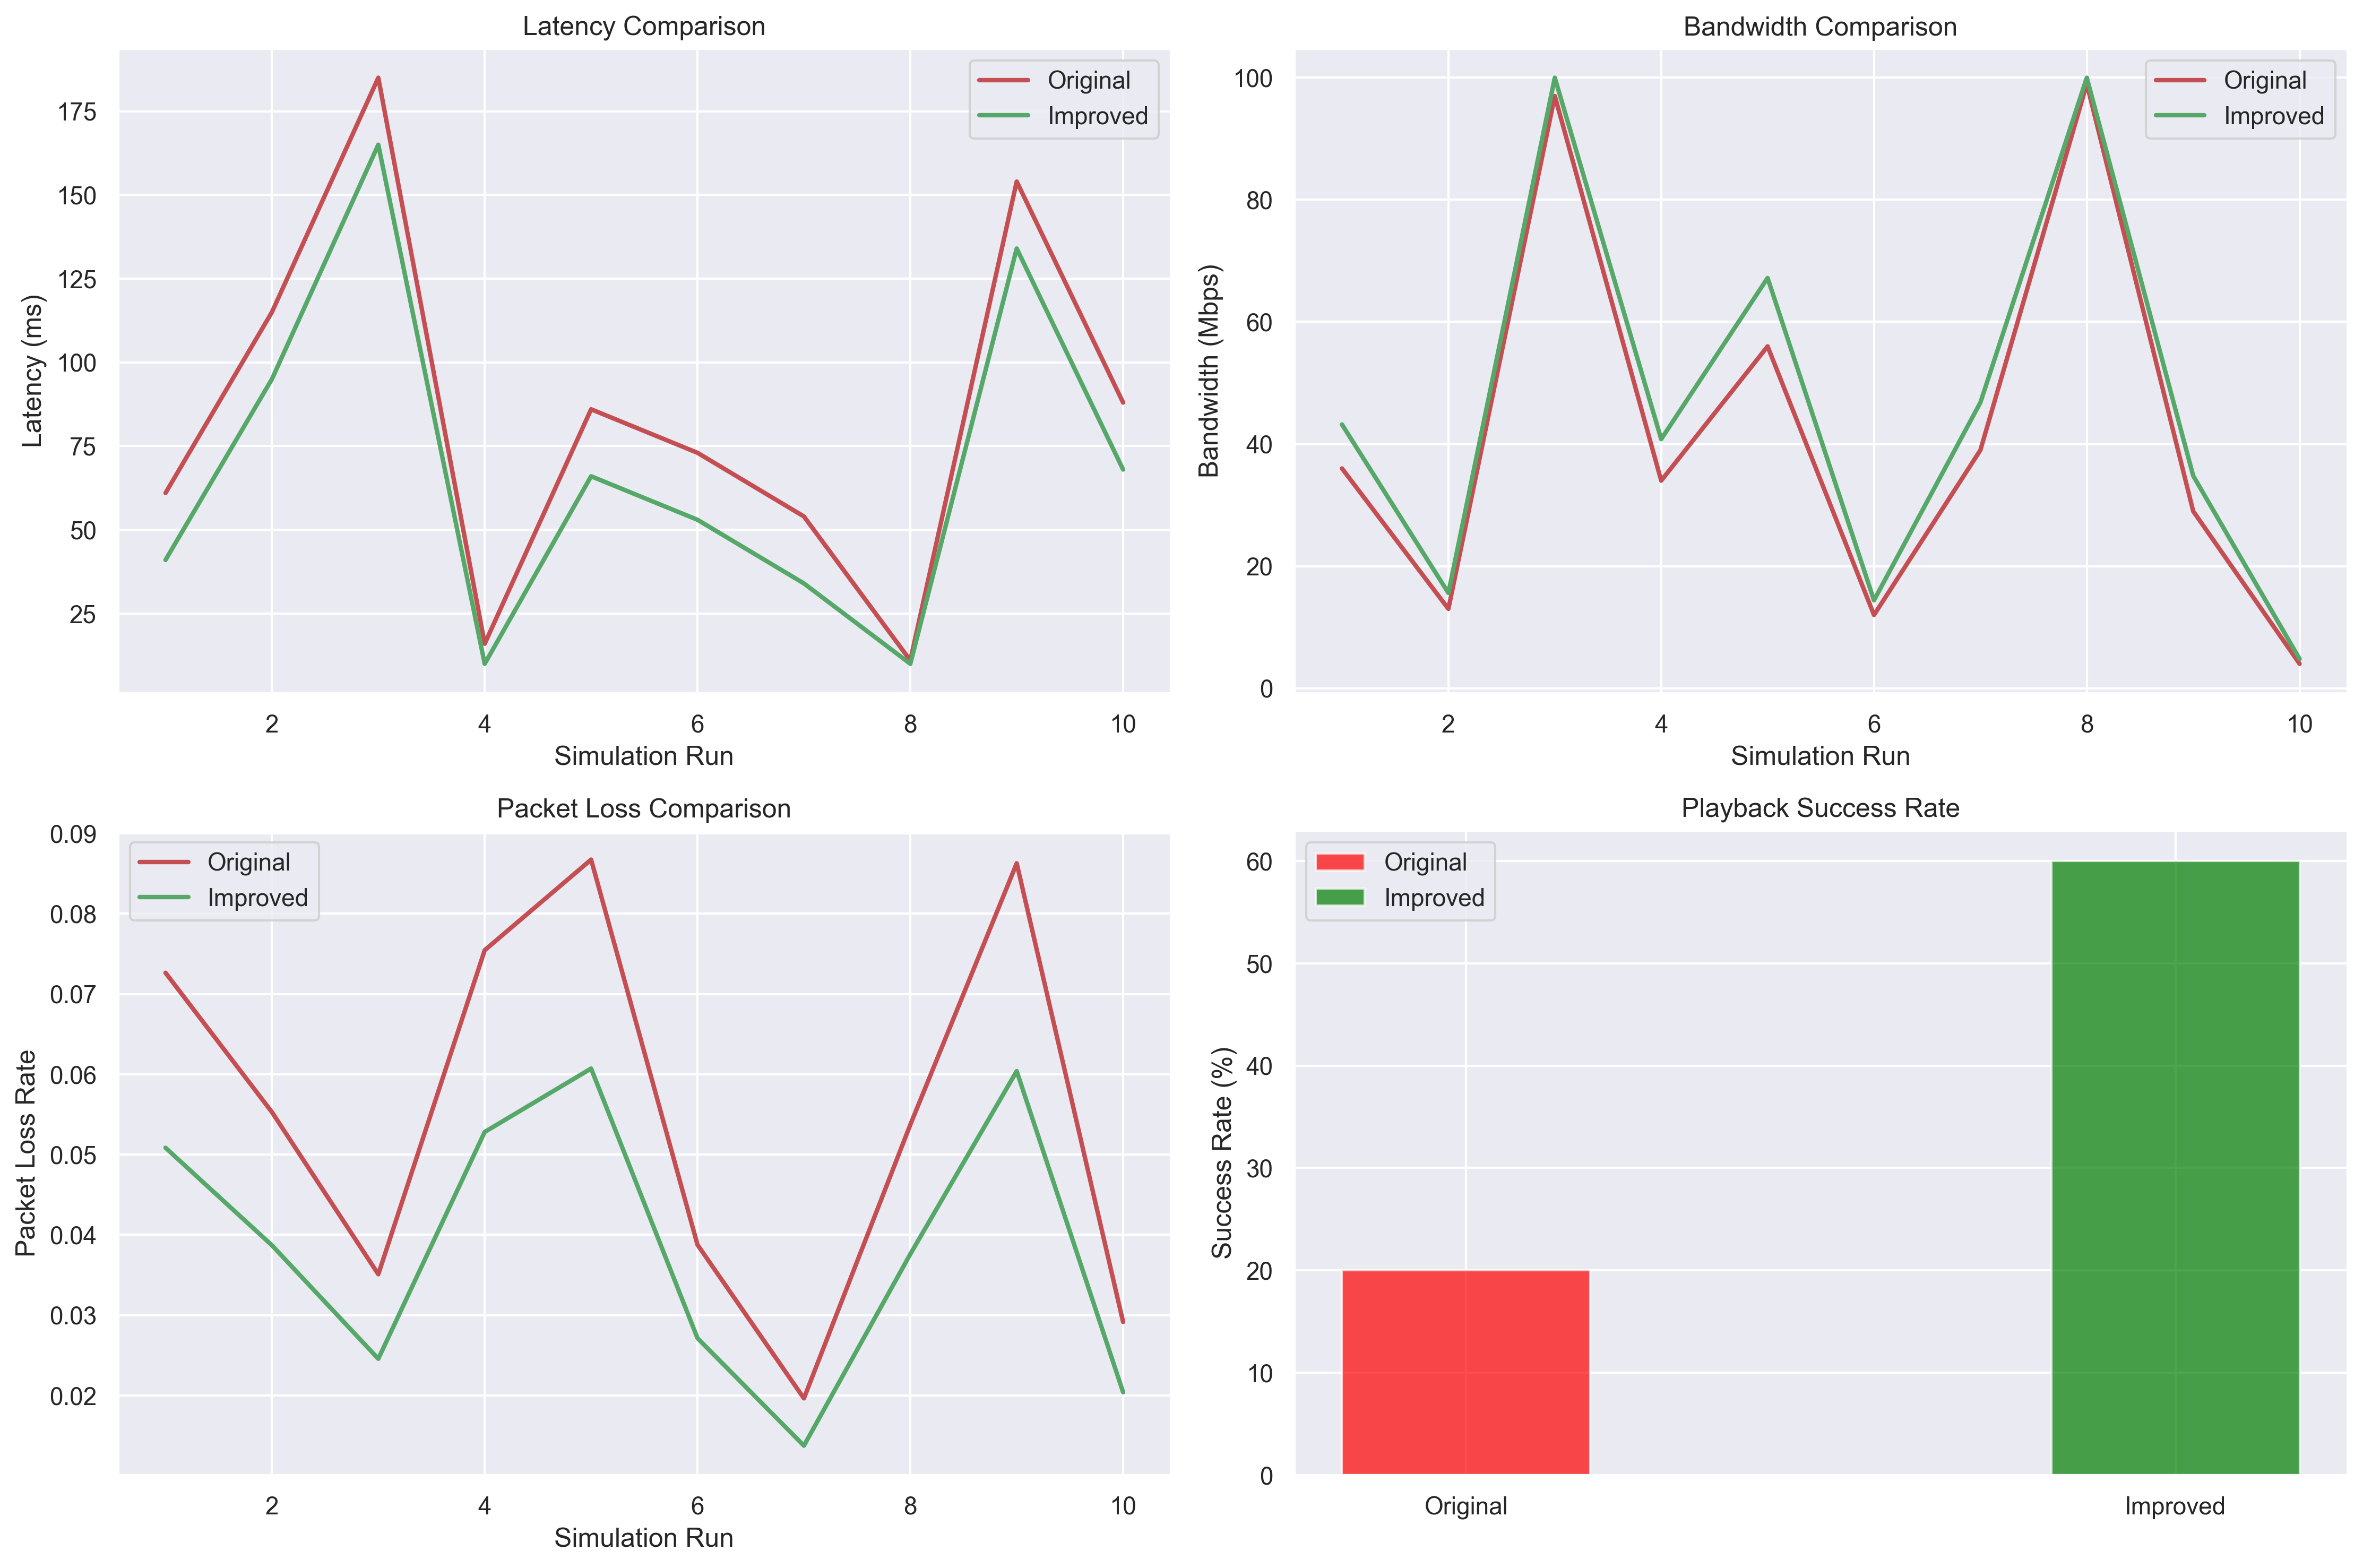 Latency Comparison
Original
Improved
175
150
125
100
75
50
25
Latency (ms)
2 4 6 8 10
Simulation Run
Bandwidth Comparison
Original
Improved
100
80
60
40
20
0
Bandwidth (Mbps)
2 4 6 8 10
Simulation Run
Packet Loss Comparison
Original
Improved
0.09
0.08
0.07
0.06
0.05
0.04
0.03
0.02
Packet Loss Rate
2 4 6 8 10
Simulation Run
Playback Success Rate
Original
Improved
60
50
40
30
20
10
0
Success Rate (%)
Original Improved